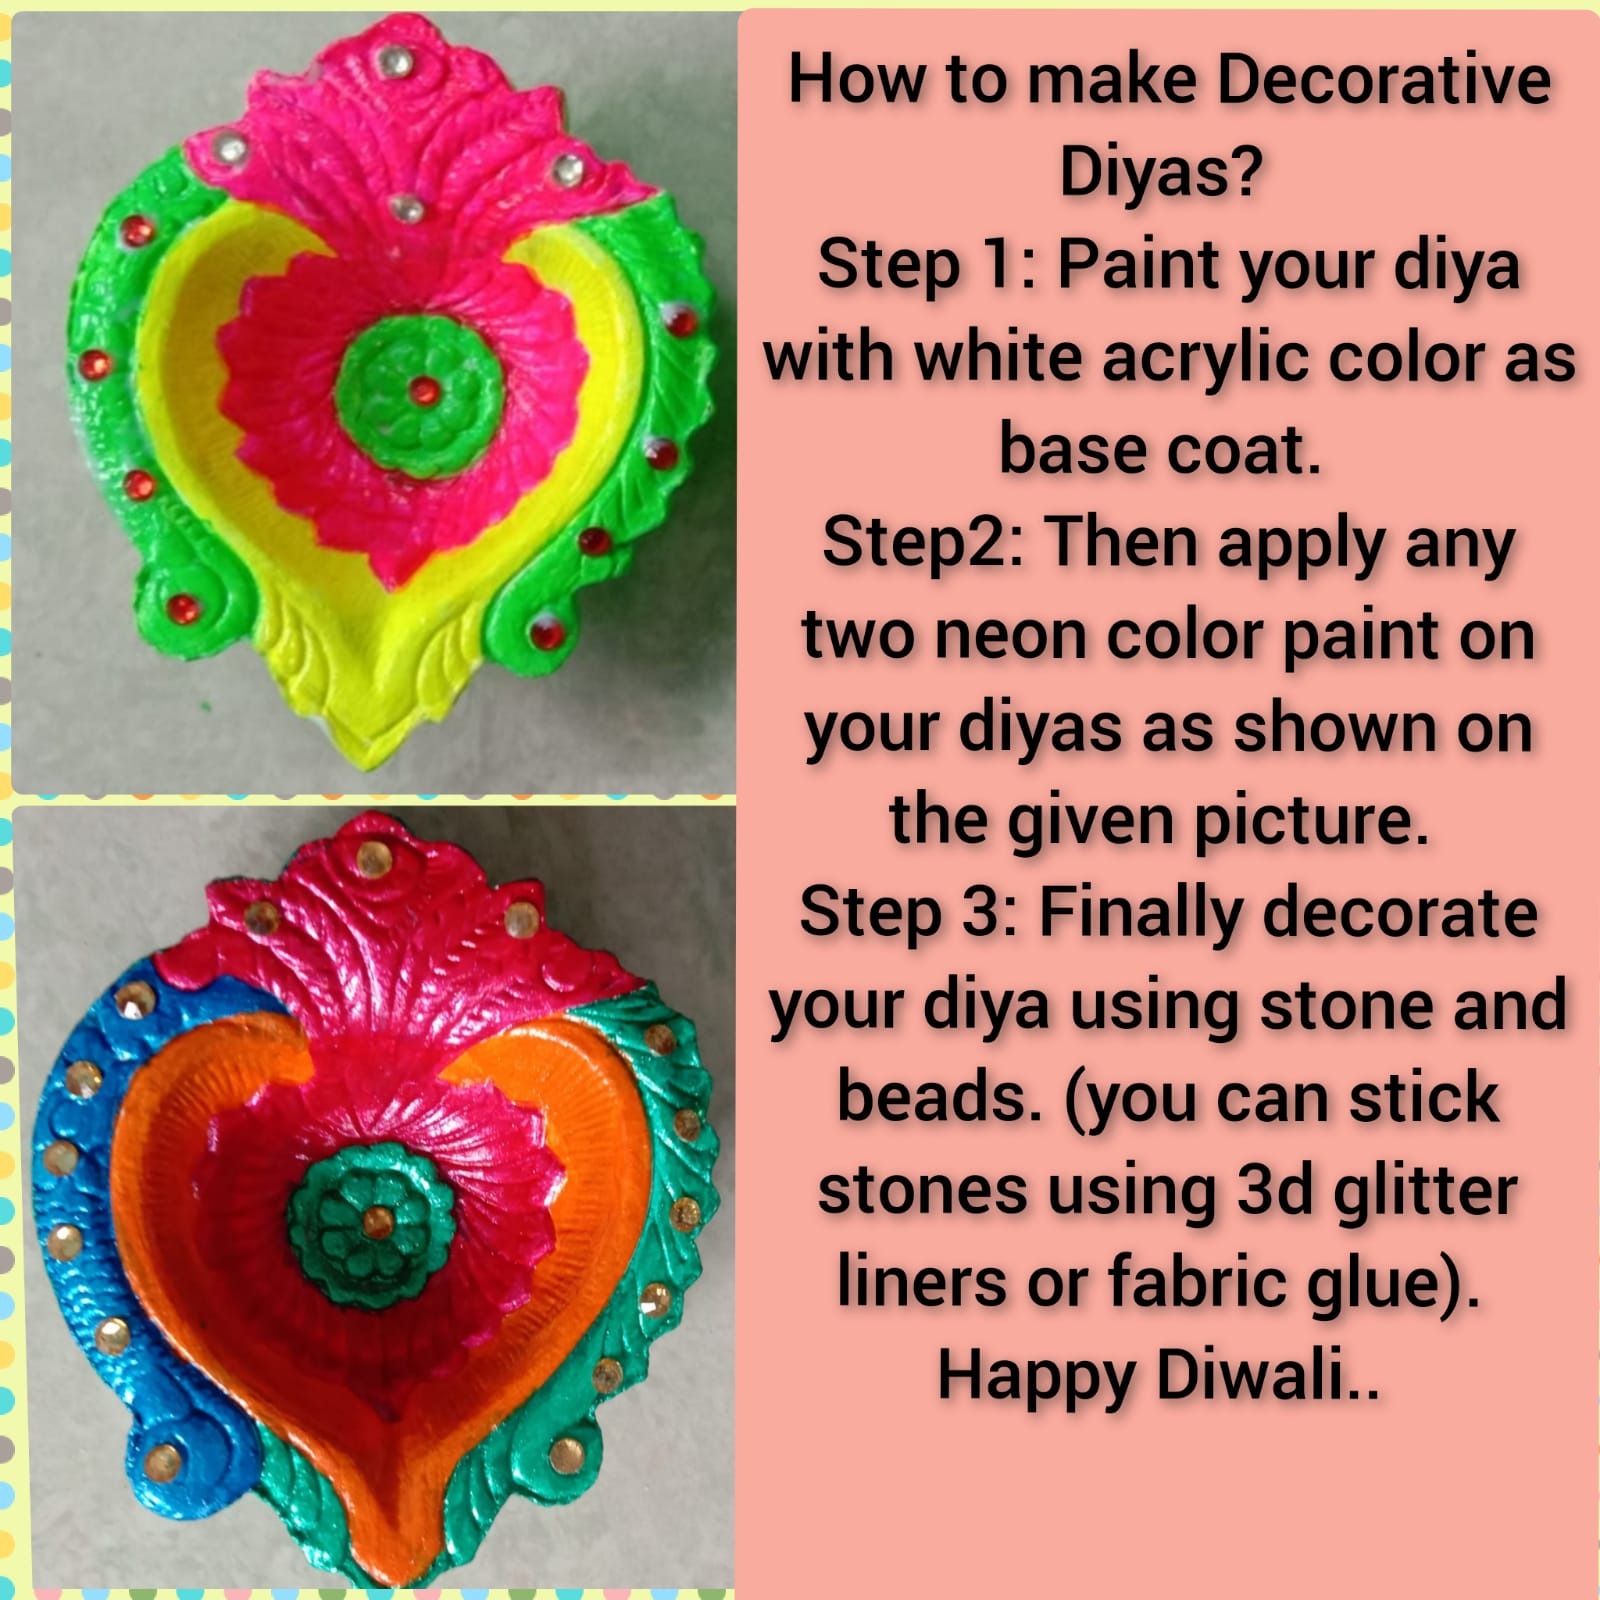 How to make Decorative
Diyas?
Step 1: Paint your diya
with white acrylic color as
base coat.
Step2: Then apply any
two neon color paint on
your diyas as shown on
the given picture.
Step 3: Finally decorate
your diya using stone and
beads. (you can stick
stones using 3d glitter
liners or fabric glue).
Happy Diwali..